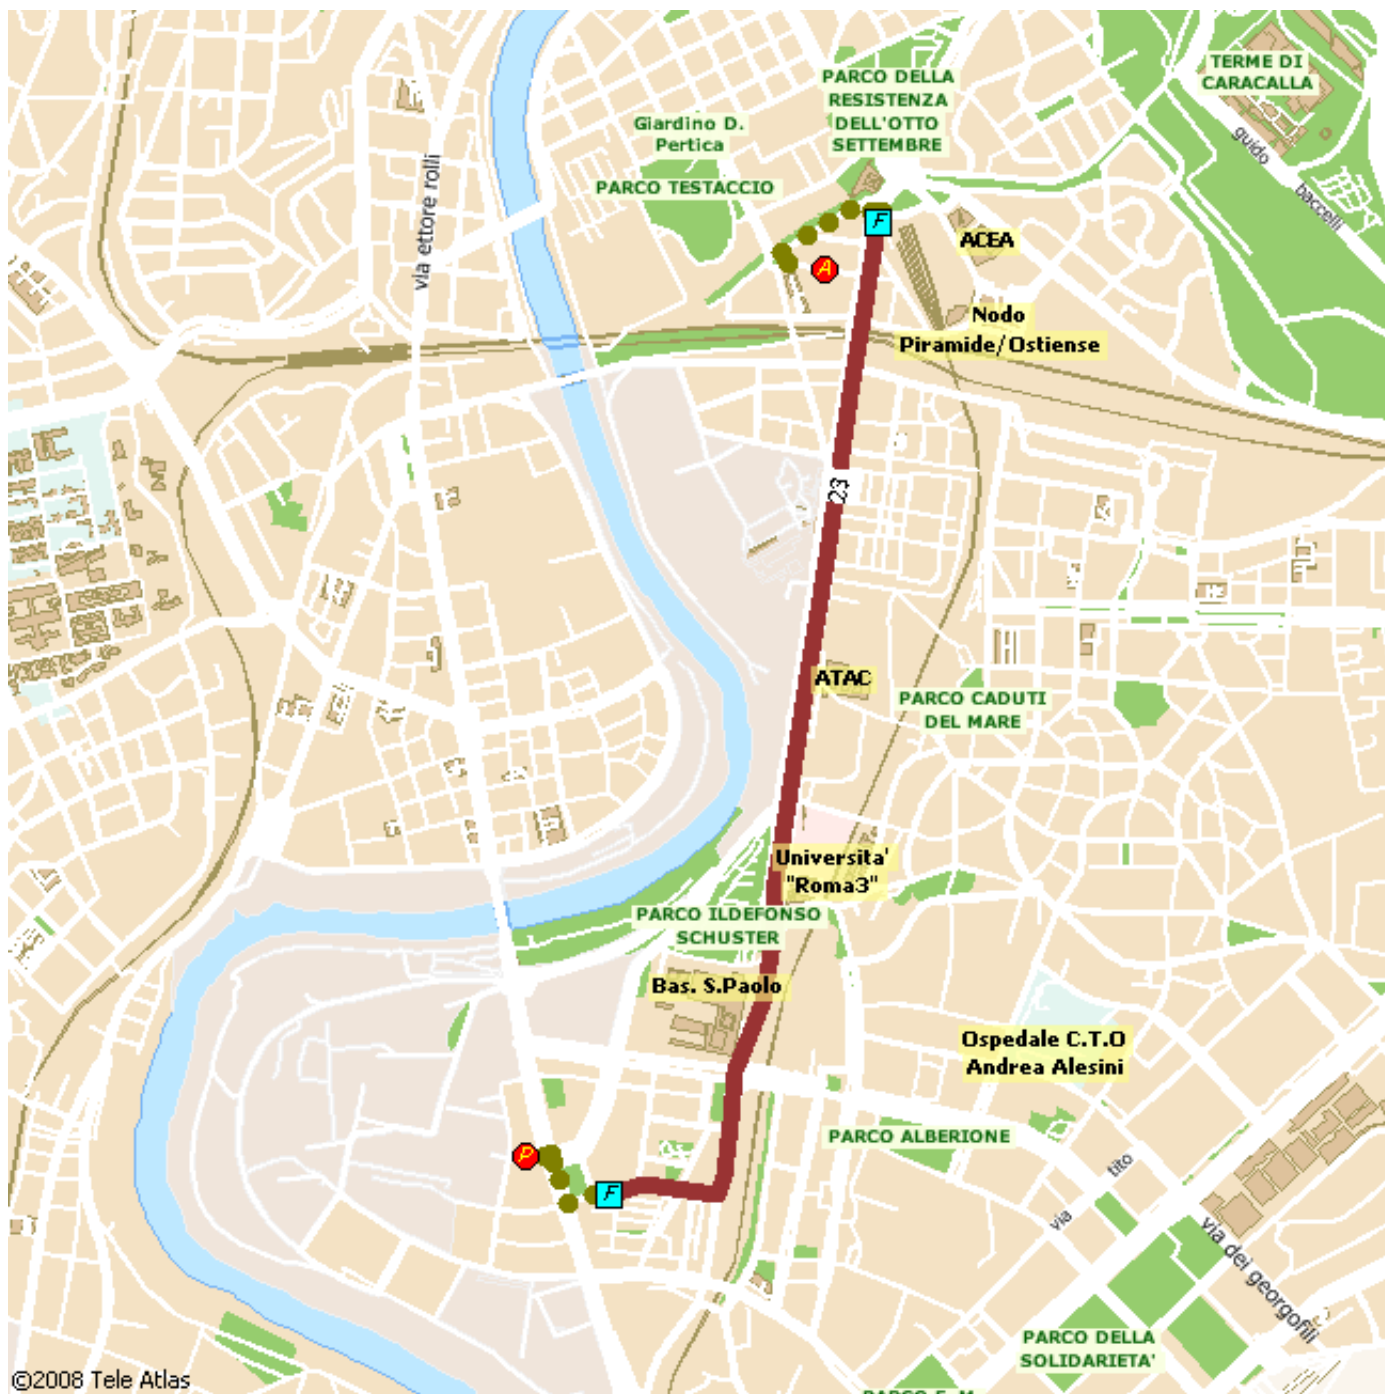 TERME DI
CARACALLA
PARCO DELLA
RESISTENZA
DELL'OTTO
SETTEMBRE
Giardino D.
Pertica
guido
baccelli
via ettore rolli
PARCO TESTACCIO
F
ACEA
A
Nodo
Piramide/Ostiense
23
ATAC
PARCO CADUTI
DEL MARE
Universita'
"Roma3"
PARCO ILDEFONSO
SCHUSTER
Bas. S.Paolo
Ospedale C.T.O
Andrea Alesini
PARCO ALBERIONE
P
tito
F
via
via dei georgofili
PARCO DELLA
SOLIDARIETA'
©2008 Tele Atlas